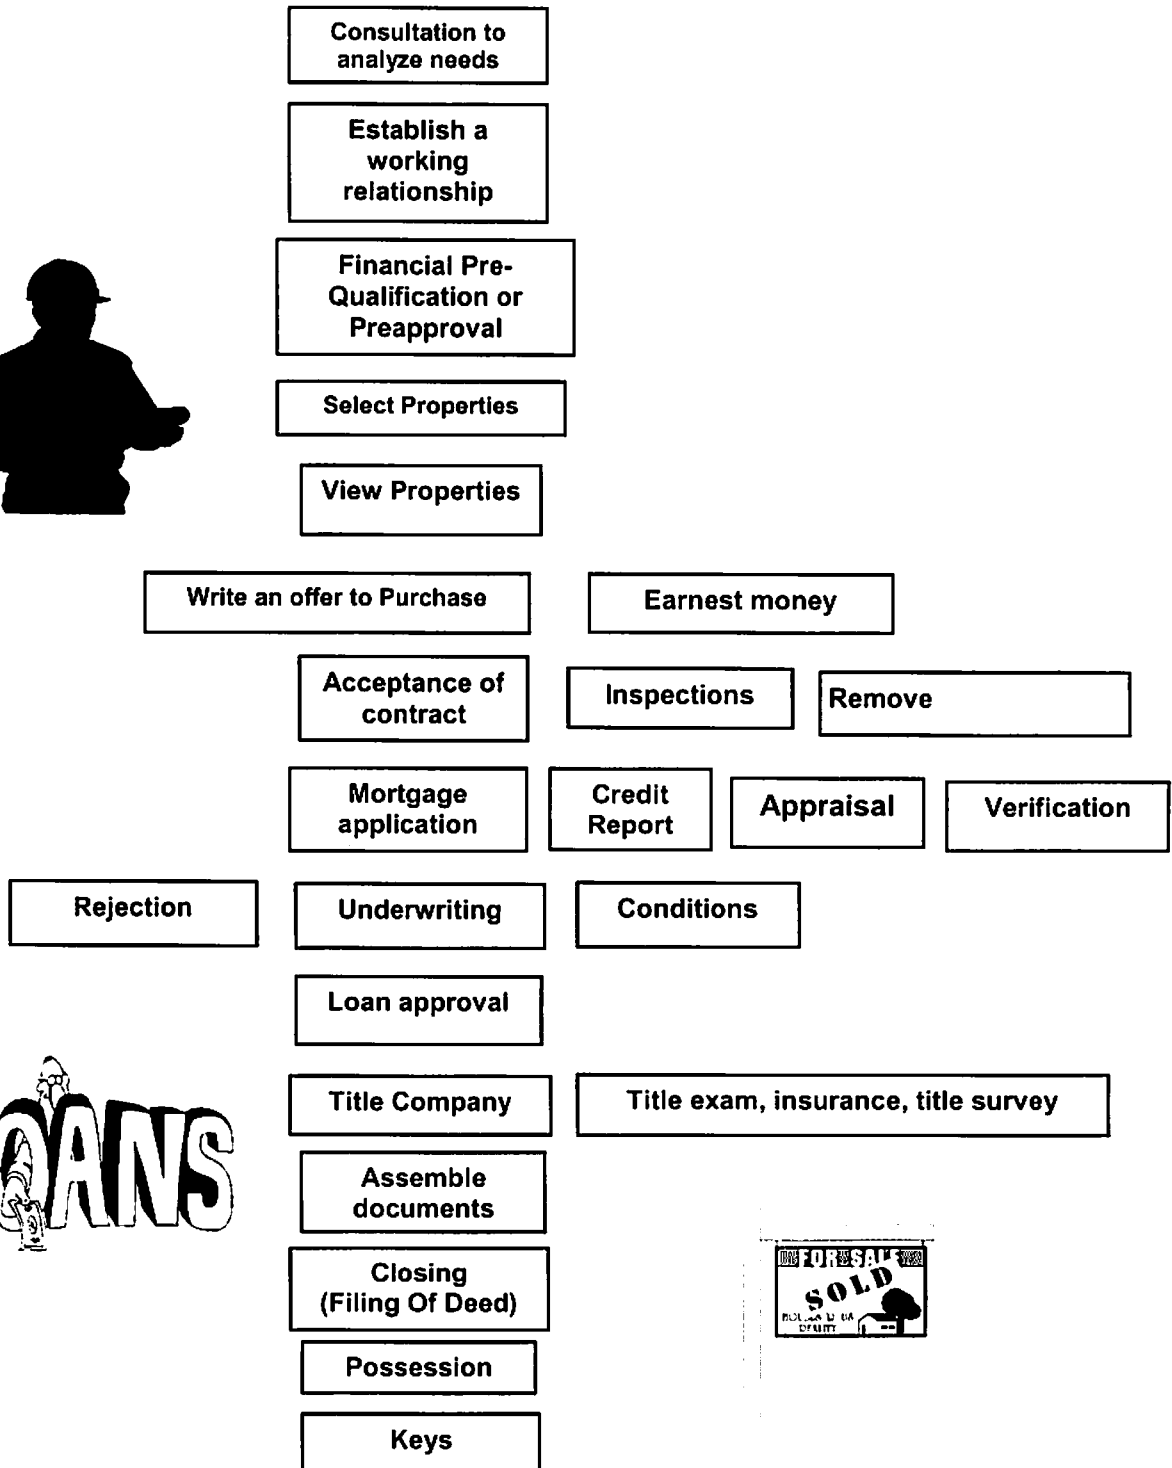 Consultation to
analyze needs
Establish a
working
relationship
Financial Pre-
Qualification or
Preapproval
Select Properties
View Properties
Write an offer to Purchase
Earnest money
Acceptance of
contract
Inspections
Remove
Mortgage
application
Credit
Report
Appraisal
Verification
Rejection
Underwriting
Conditions
Loan approval
Title Company
Title exam, insurance, title survey
OANS
Assemble
documents
Closing
(Filing Of Deed)
FOR SALE
SOLD
Possession
Keys